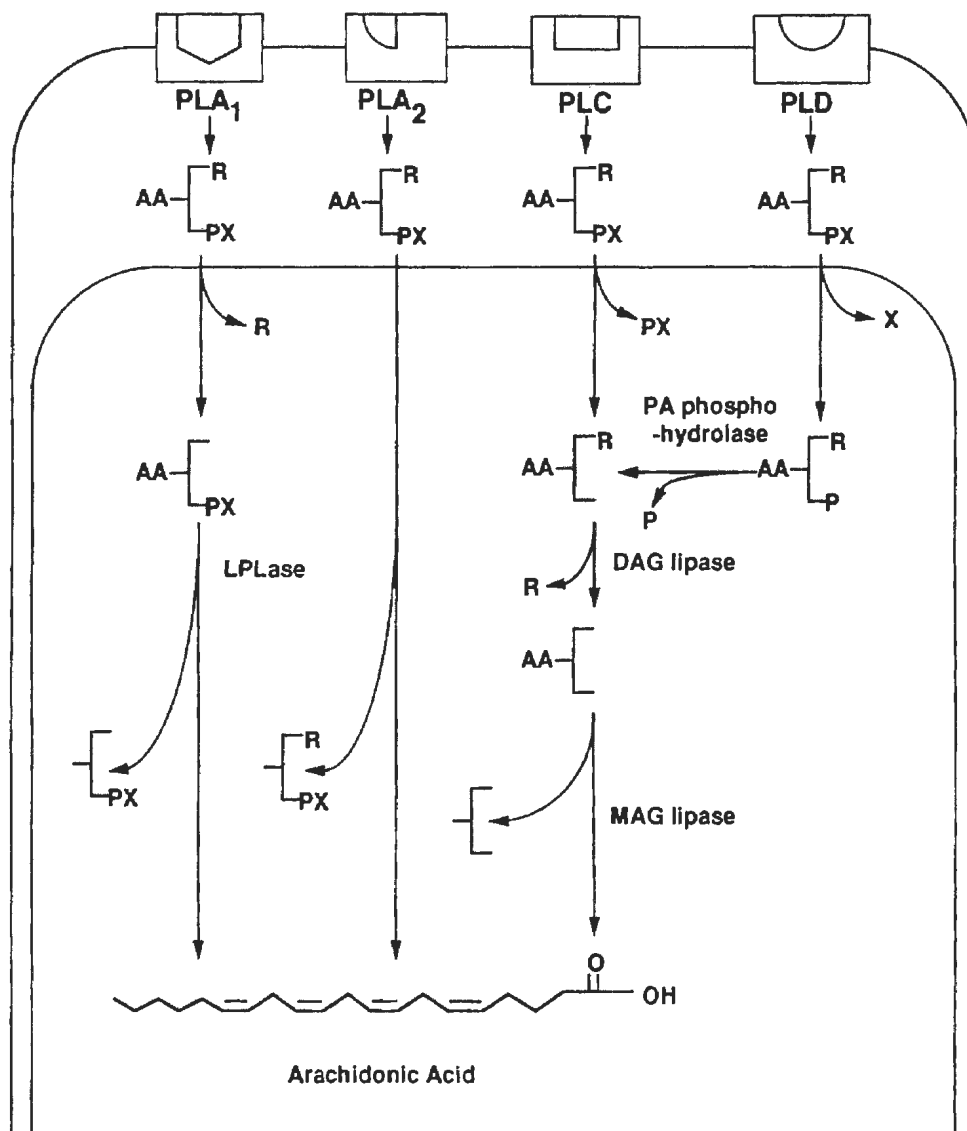 PLA1 PLA2 PLC PLD
R R R R
AA AA AA AA
PX PX PX PX
R PX X
PA phospho
-hydrolase
R R
AA AA AA
PX P
P
LPLase DAG lipase
R
AA
R
PX PX
MAG lipase
O
OH
Arachidonic Acid